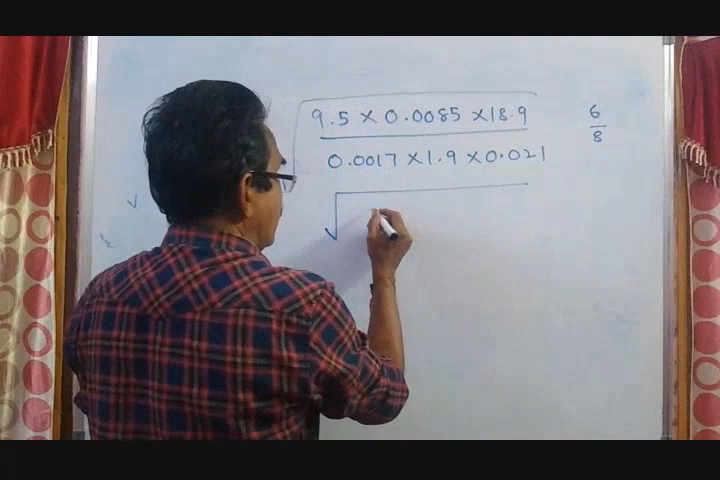 √9.5 × 0.0085 × 18.9
0.0017 × 1.9 × 0.021
6
8
√